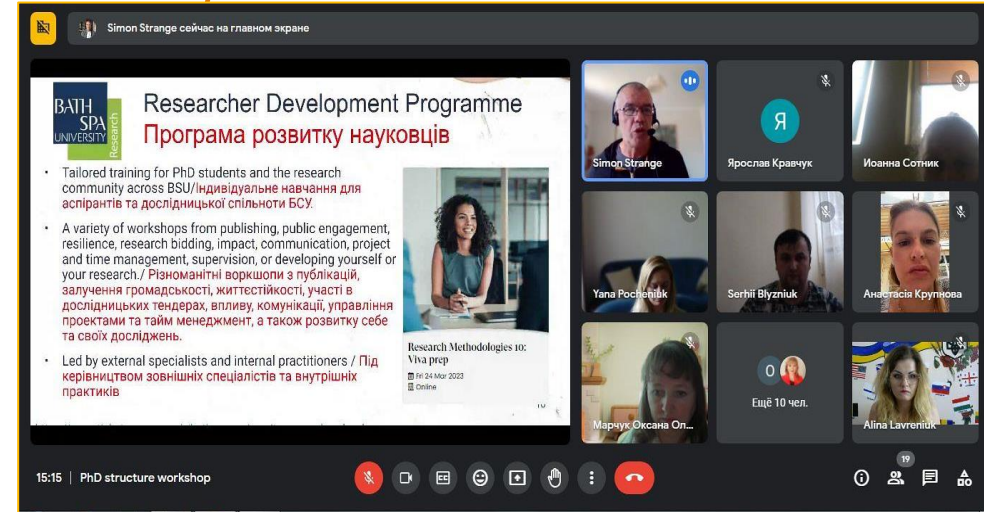 Simon Strange сейчас на главном экране
BATH
SPA
UNIVERSITY
Research
Researcher Development Programme
Програма розвитку науковців
• Tailored training for PhD students and the research
community across BSU/Індивідуальне навчання для
аспірантів та дослідницької спільноти БСУ.
• A variety of workshops from publishing, public engagement,
resilience, research bidding, impact, communication, project
and time management, supervision, or developing yourself or
your research./ Різноманітні воркшопи з публікацій,
залучення громадськості, життєстійкості, участі в
дослідницьких тендерах, впливу, комунікації, управління
проектами та тайм менеджмент, а також розвитку себе
та своїх досліджень.
• Led by external specialists and internal practitioners / Під
керівництвом зовнішніх спеціалістів та внутрішніх
практиків
Research Methodologies 10:
Viva prep
Fri 24 Mar 2023
Online
Simon Strange
Я
Ярослав Кравчук
Иоанна Сотник
Yana Pocheniuk
Serhii Blyzniuk
Анастасія Крупнова
Марчук Оксана Ол...
О
Ещё 10 чел.
Alina Lavreniuk
15:15 | PhD structure workshop
19